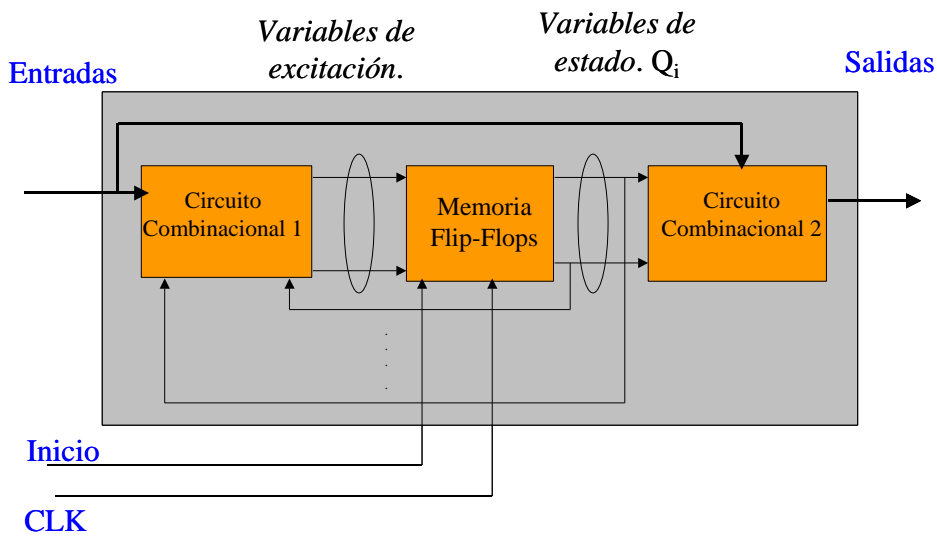 Variables de
excitación.
Variables de
estado. Qi
Entradas
Salidas
Circuito
Combinacional 1
Memoria
Flip-Flops
Circuito
Combinacional 2
Inicio
CLK